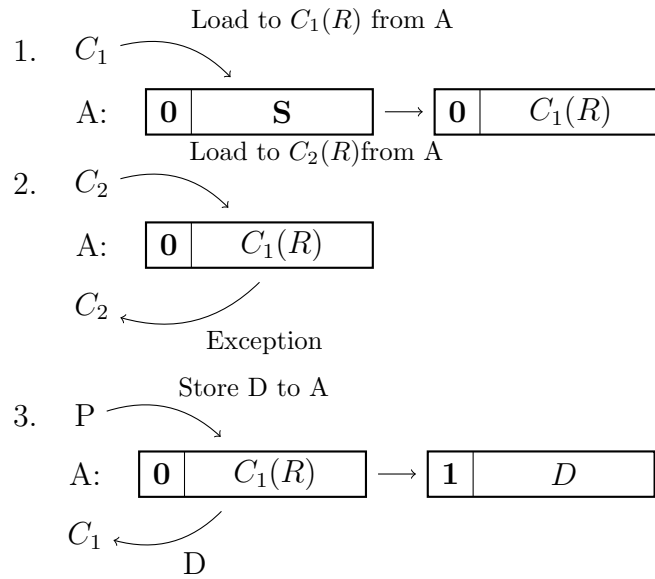 Load to C₁(R) from A
1. C₁
A: 0 S 0 C₁(R)
Load to C₂(R)from A
2. C₂
A: 0 C₁(R)
C₂
Exception
Store D to A
3. P
A: 0 C₁(R) 1 D
C₁
D